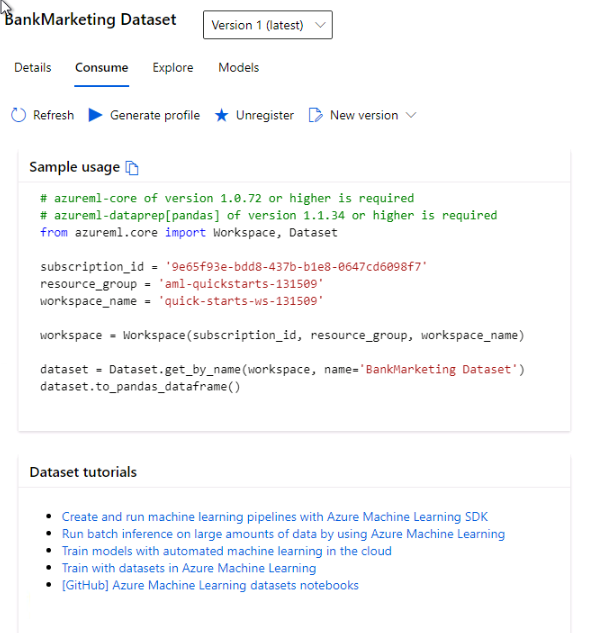 BankMarketing Dataset
Version 1 (latest)
Details Consume Explore Models
Refresh Generate profile Unregister New version
Sample usage
# azureml-core of version 1.0.72 or higher is required
# azureml-dataprep[pandas] of version 1.1.34 or higher is required
from azureml.core import Workspace, Dataset
subscription_id = '9e65f93e-bdd8-437b-b1e8-0647cd6098f7'
resource_group = 'aml-quickstarts-131509'
workspace_name = 'quick-starts-ws-131509'
workspace = Workspace(subscription_id, resource_group, workspace_name)
dataset = Dataset.get_by_name(workspace, name='BankMarketing Dataset')
dataset.to_pandas_dataframe()
Dataset tutorials
Create and run machine learning pipelines with Azure Machine Learning SDK
Run batch inference on large amounts of data by using Azure Machine Learning
Train models with automated machine learning in the cloud
Train with datasets in Azure Machine Learning
[GitHub] Azure Machine Learning datasets notebooks